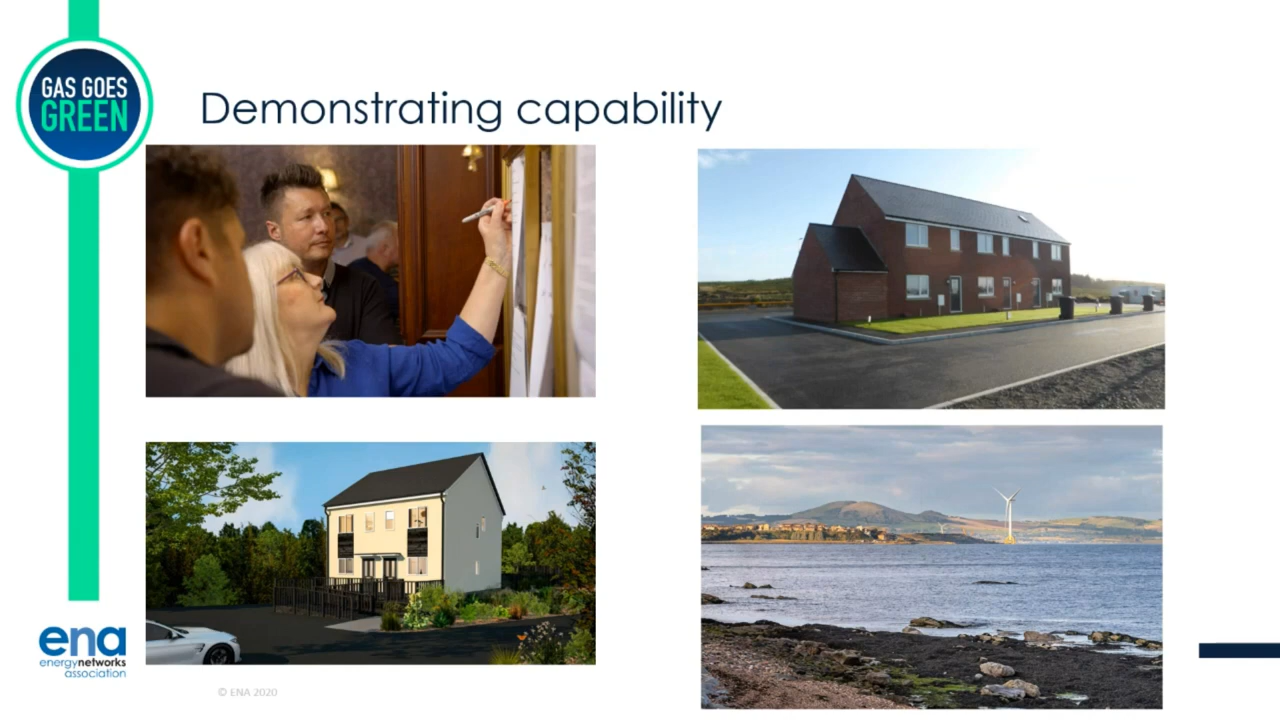 GAS GOES
GREEN
Demonstrating capability
ena
energynetworks
association
© ENA 2020